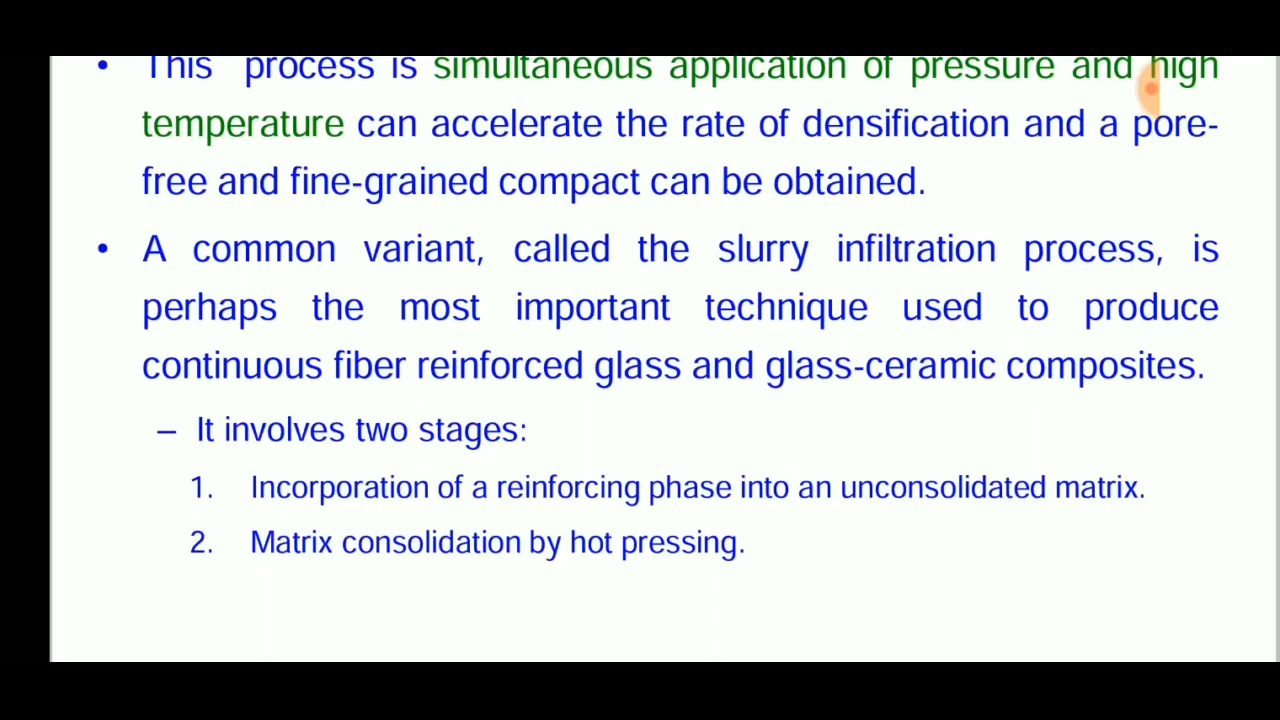 • This process is simultaneous application of pressure and high
temperature can accelerate the rate of densification and a pore-
free and fine-grained compact can be obtained.
• A common variant, called the slurry infiltration process, is
perhaps the most important technique used to produce
continuous fiber reinforced glass and glass-ceramic composites.
– It involves two stages:
1. Incorporation of a reinforcing phase into an unconsolidated matrix.
2. Matrix consolidation by hot pressing.